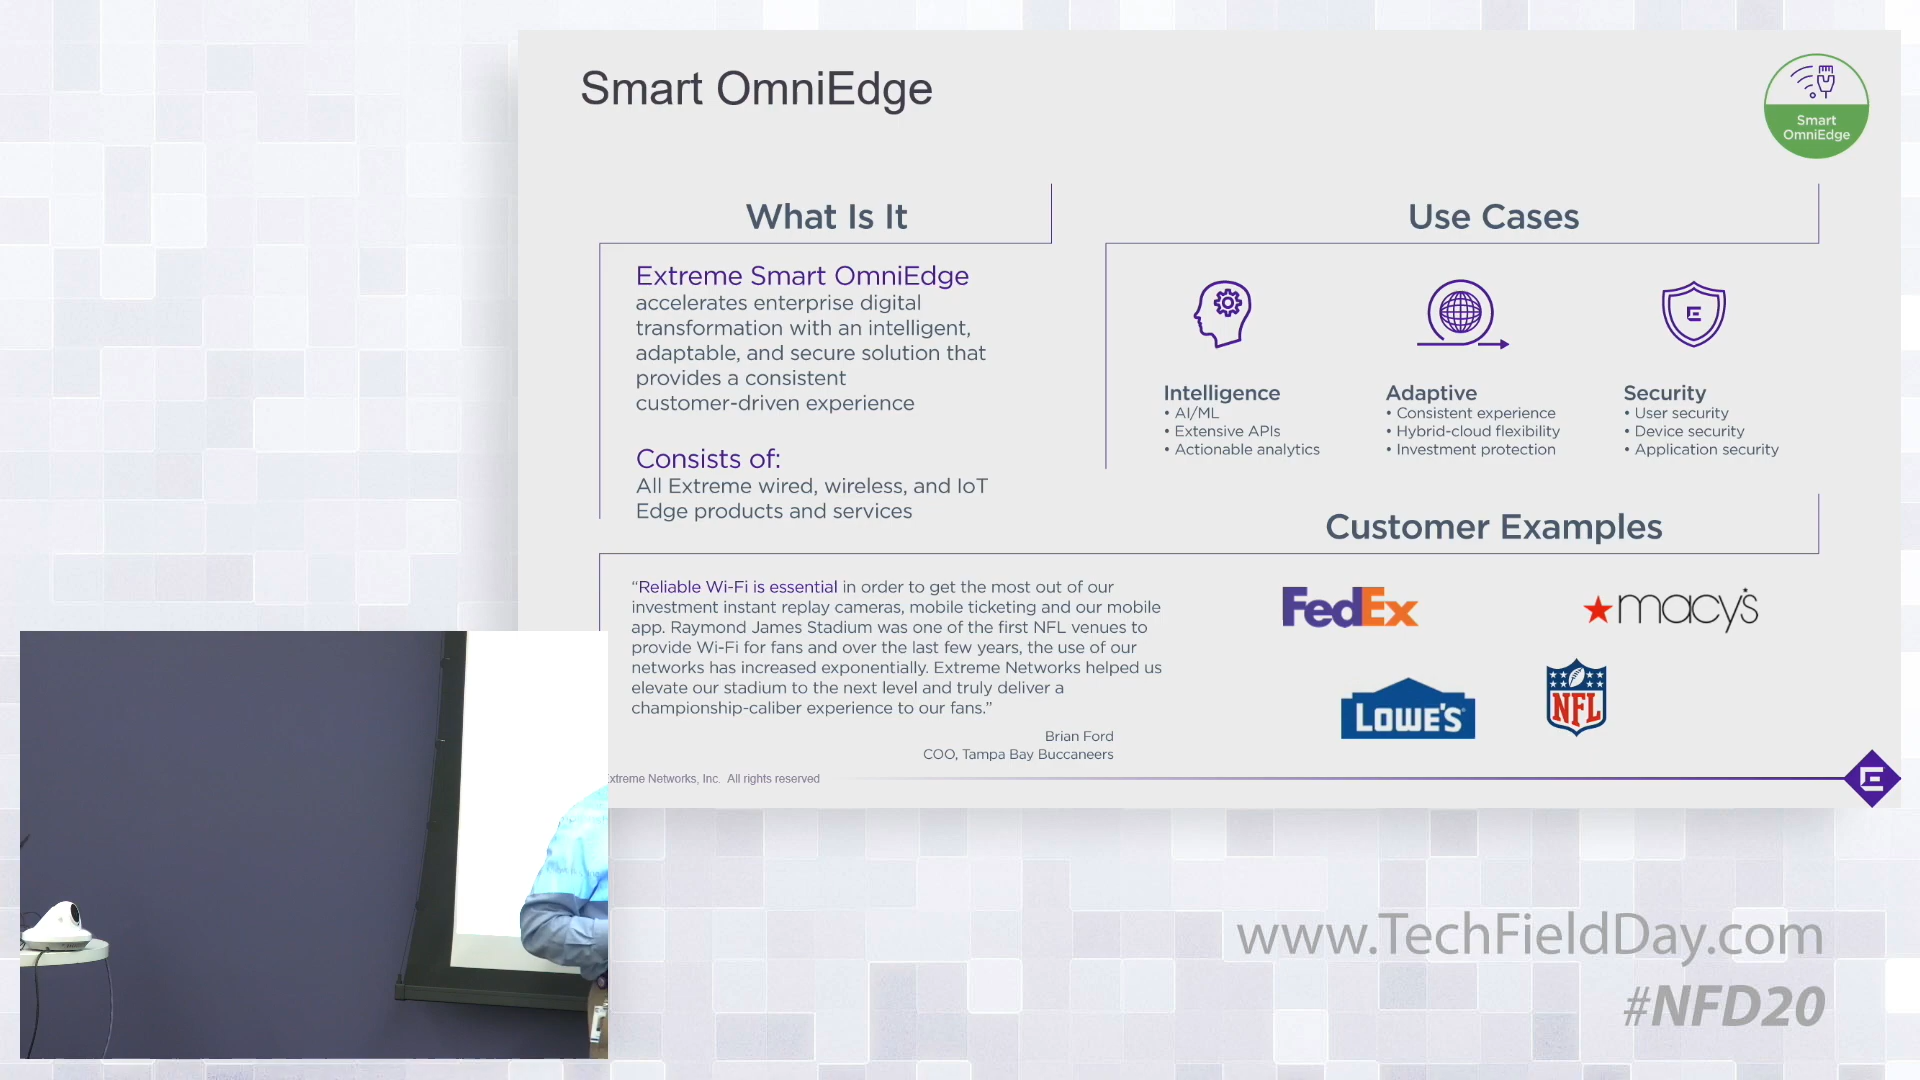 Smart OmniEdge
Smart
OmniEdge
What Is It
Extreme Smart OmniEdge
accelerates enterprise digital
transformation with an intelligent,
adaptable, and secure solution that
provides a consistent
customer-driven experience
Consists of:
All Extreme wired, wireless, and IoT
Edge products and services
Use Cases
Intelligence
• AI/ML
• Extensive APIs
• Actionable analytics
Adaptive
• Consistent experience
• Hybrid-cloud flexibility
• Investment protection
Security
• User security
• Device security
• Application security
Customer Examples
“Reliable Wi-Fi is essential in order to get the most out of our
investment instant replay cameras, mobile ticketing and our mobile
app. Raymond James Stadium was one of the first NFL venues to
provide Wi-Fi for fans and over the last few years, the use of our
networks has increased exponentially. Extreme Networks helped us
elevate our stadium to the next level and truly deliver a
championship-caliber experience to our fans.”
Brian Ford
COO, Tampa Bay Buccaneers
FedEx
macy's
LOWE'S
NFL
xtreme Networks, Inc. All rights reserved
www.TechFieldDay.com
#NFD20